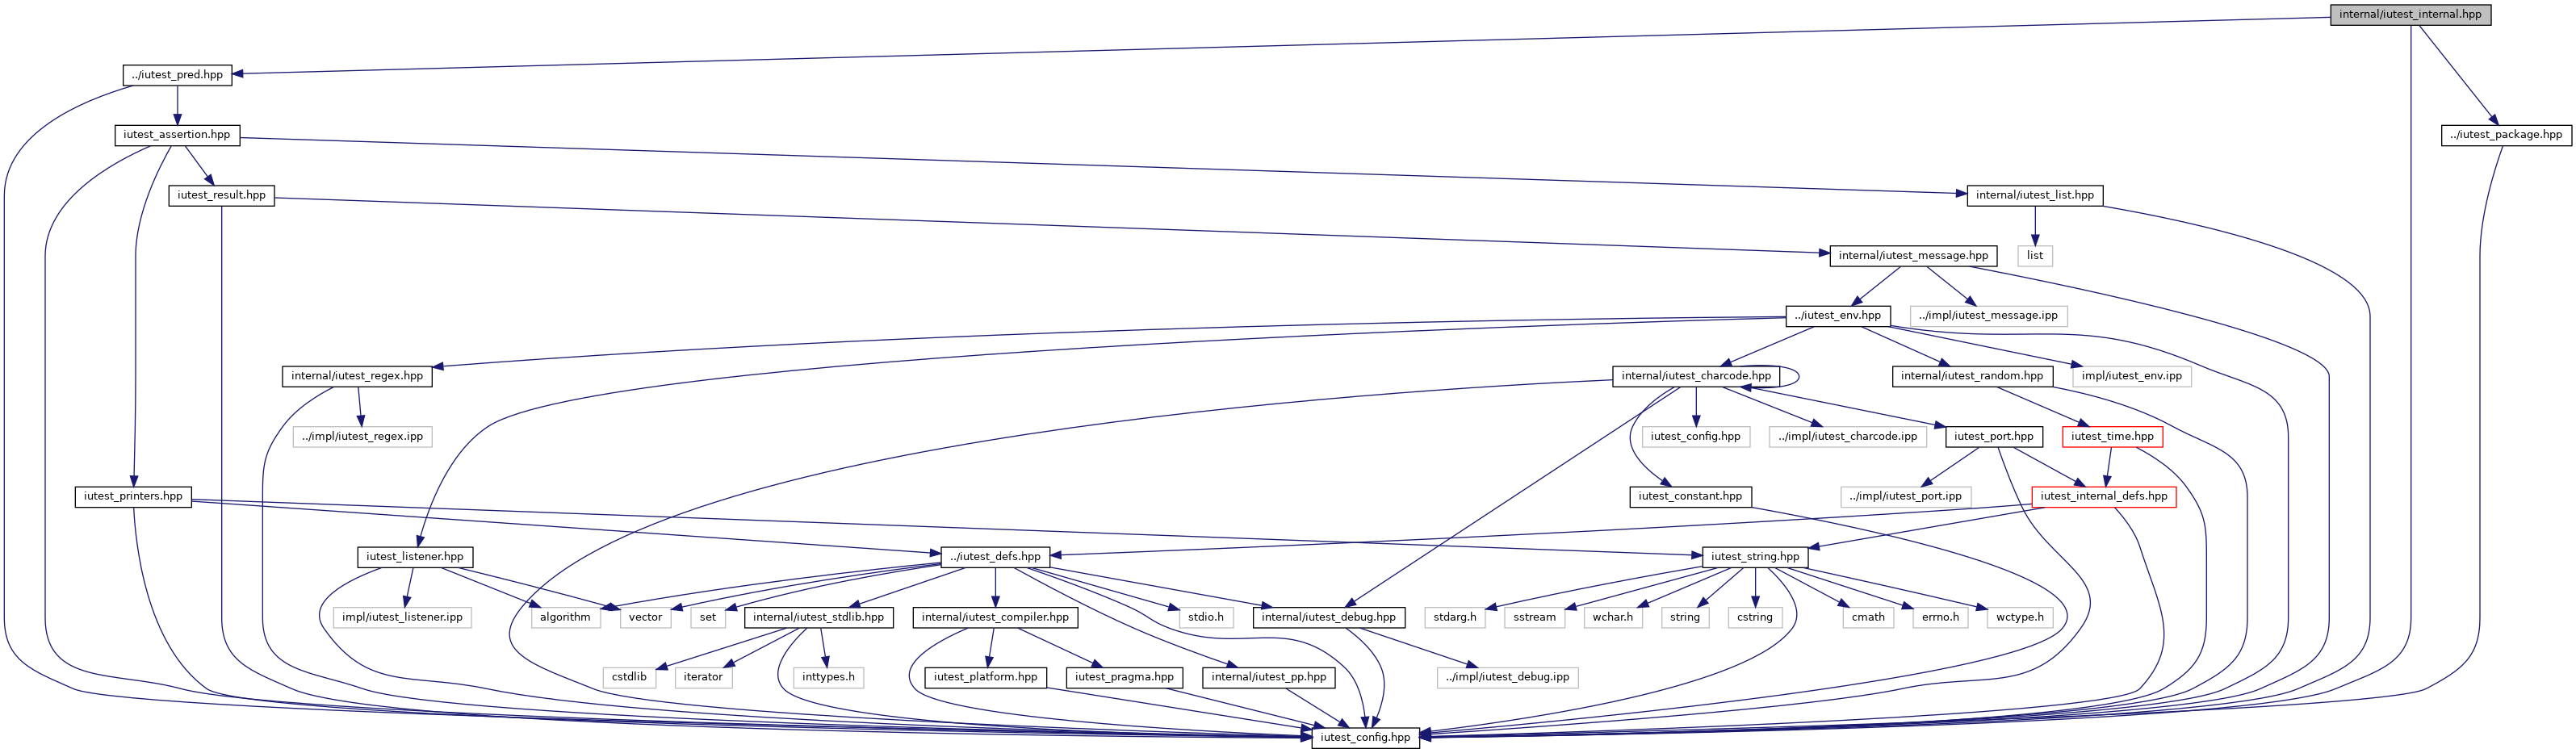 internal/iutest_internal.hpp
../iutest_pred.hpp
iutest_assertion.hpp
../iutest_package.hpp
iutest_result.hpp
internal/iutest_list.hpp
internal/iutest_message.hpp
list
../iutest_env.hpp
../impl/iutest_message.ipp
internal/iutest_regex.hpp
internal/iutest_charcode.hpp
internal/iutest_random.hpp
impl/iutest_env.ipp
../impl/iutest_regex.ipp
iutest_config.hpp
../impl/iutest_charcode.ipp
iutest_port.hpp
iutest_time.hpp
iutest_printers.hpp
iutest_constant.hpp
../impl/iutest_port.ipp
iutest_internal_defs.hpp
iutest_listener.hpp
../iutest_defs.hpp
iutest_string.hpp
impl/iutest_listener.ipp
algorithm
vector
set
internal/iutest_stdlib.hpp
internal/iutest_compiler.hpp
stdio.h
internal/iutest_debug.hpp
stdarg.h
sstream
wchar.h
string
cstring
cmath
errno.h
wctype.h
cstdlib
iterator
inttypes.h
iutest_platform.hpp
iutest_pragma.hpp
internal/iutest_pp.hpp
../impl/iutest_debug.ipp
iutest_config.hpp